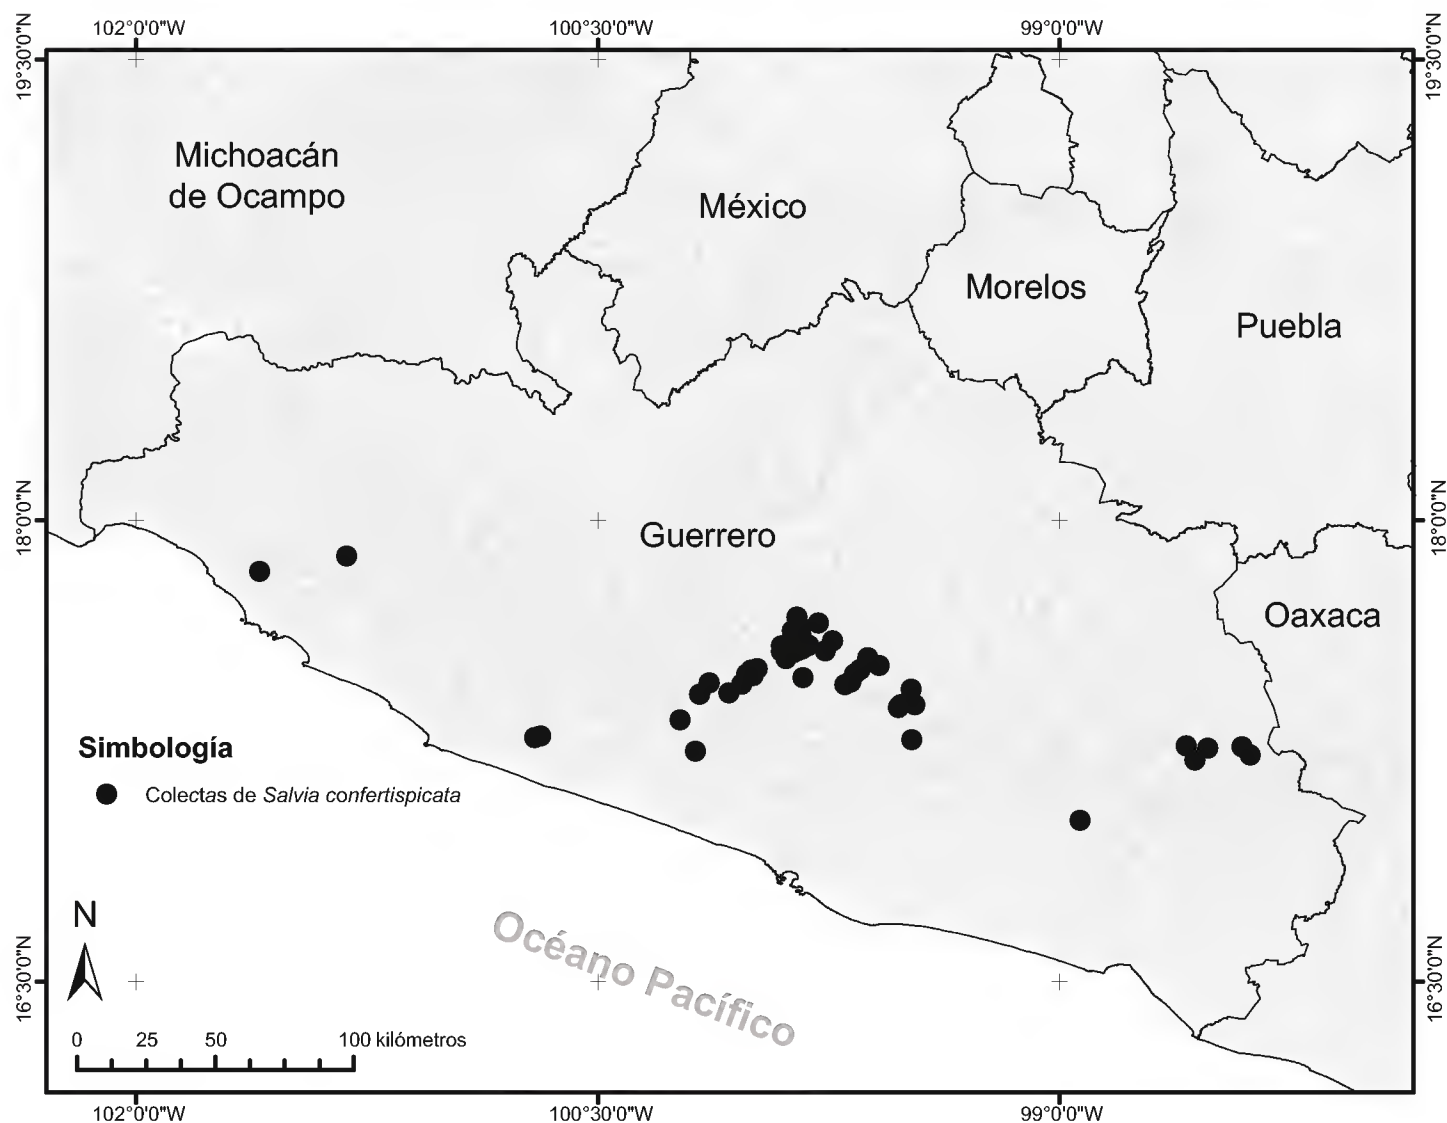 102°0'0"W
100°30'0"W
99°0'0"W
19°30'0"N
19°30'0"N
Michoacán
de Ocampo
México
Morelos
Puebla
18°0'0"N
18°0'0"N
Guerrero
Oaxaca
Simbología
Colectas de Salvia confertispicata
N
Océano Pacífico
16°30'0"N
16°30'0"N
0 25 50 100 kilómetros
102°0'0"W
100°30'0"W
99°0'0"W